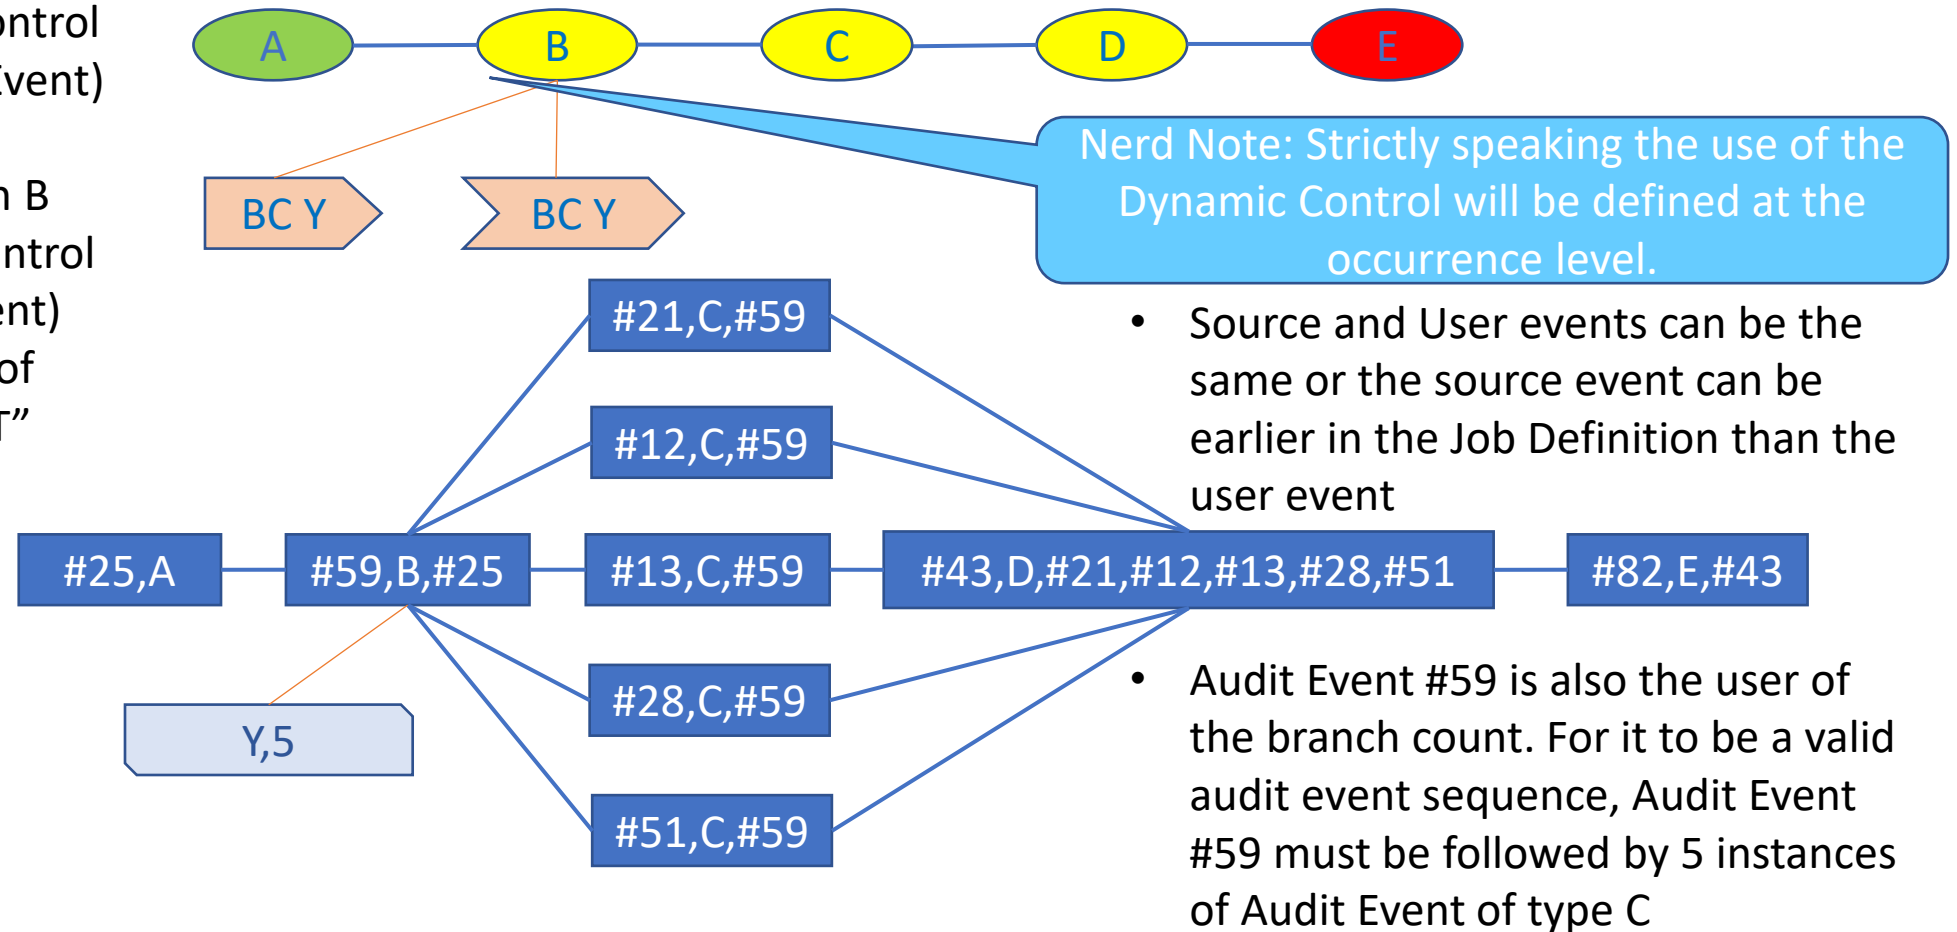 ontrol
Event)
n B
ontrol
ent)
of
T”
A
B
C
D
E
BC Y
BC Y
Nerd Note: Strictly speaking the use of the
Dynamic Control will be defined at the
occurrence level.
#21,C,#59
#12,C,#59
#25,A
#59,B,#25
#13,C,#59
#43,D,#21,#12,#13,#28,#51
#82,E,#43
#28,C,#59
Y,5
#51,C,#59
• Source and User events can be the
same or the source event can be
earlier in the Job Definition than the
user event
• Audit Event #59 is also the user of
the branch count. For it to be a valid
audit event sequence, Audit Event
#59 must be followed by 5 instances
of Audit Event of type C